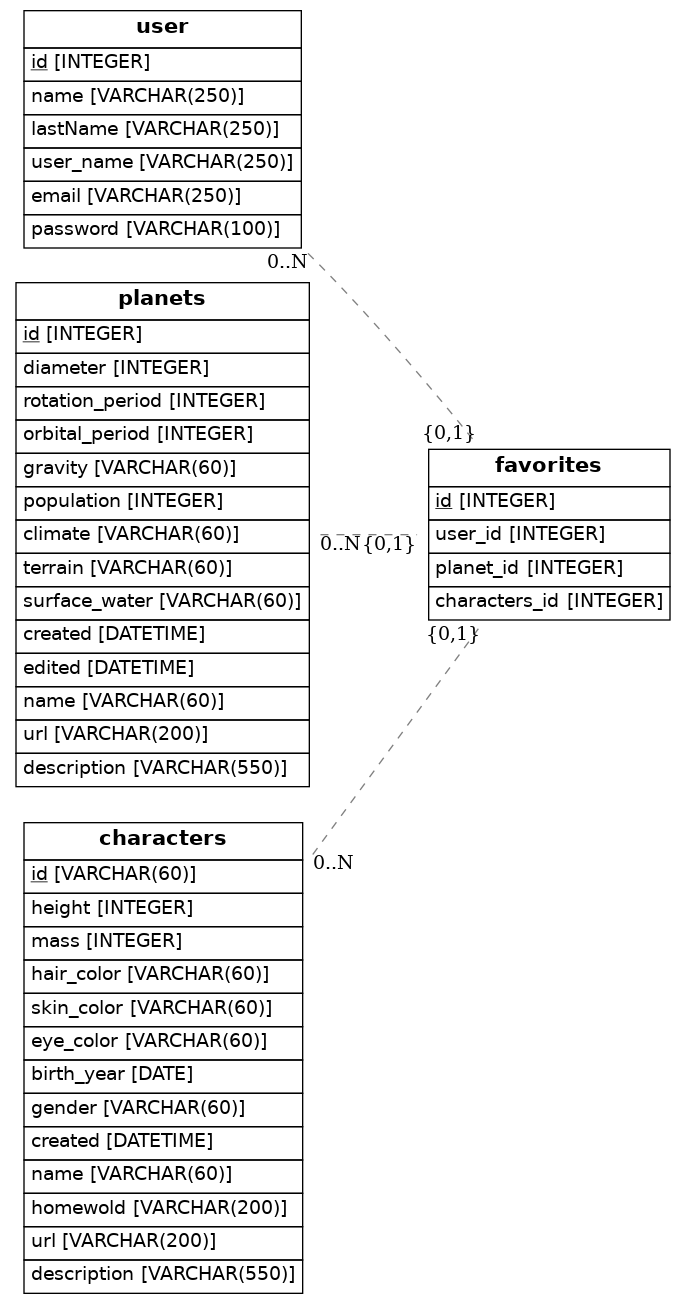 user
id [INTEGER]
name [VARCHAR(250)]
lastName [VARCHAR(250)]
user_name [VARCHAR(250)]
email [VARCHAR(250)]
password [VARCHAR(100)]
0..N
planets
id [INTEGER]
diameter [INTEGER]
rotation_period [INTEGER]
orbital_period [INTEGER]
gravity [VARCHAR(60)]
population [INTEGER]
climate [VARCHAR(60)]
terrain [VARCHAR(60)]
surface_water [VARCHAR(60)]
created [DATETIME]
edited [DATETIME]
name [VARCHAR(60)]
url [VARCHAR(200)]
description [VARCHAR(550)]
0..N
{0,1}
{0,1}
favorites
id [INTEGER]
user_id [INTEGER]
planet_id [INTEGER]
characters_id [INTEGER]
{0,1}
0..N
characters
id [VARCHAR(60)]
height [INTEGER]
mass [INTEGER]
hair_color [VARCHAR(60)]
skin_color [VARCHAR(60)]
eye_color [VARCHAR(60)]
birth_year [DATE]
gender [VARCHAR(60)]
created [DATETIME]
name [VARCHAR(60)]
homewold [VARCHAR(200)]
url [VARCHAR(200)]
description [VARCHAR(550)]